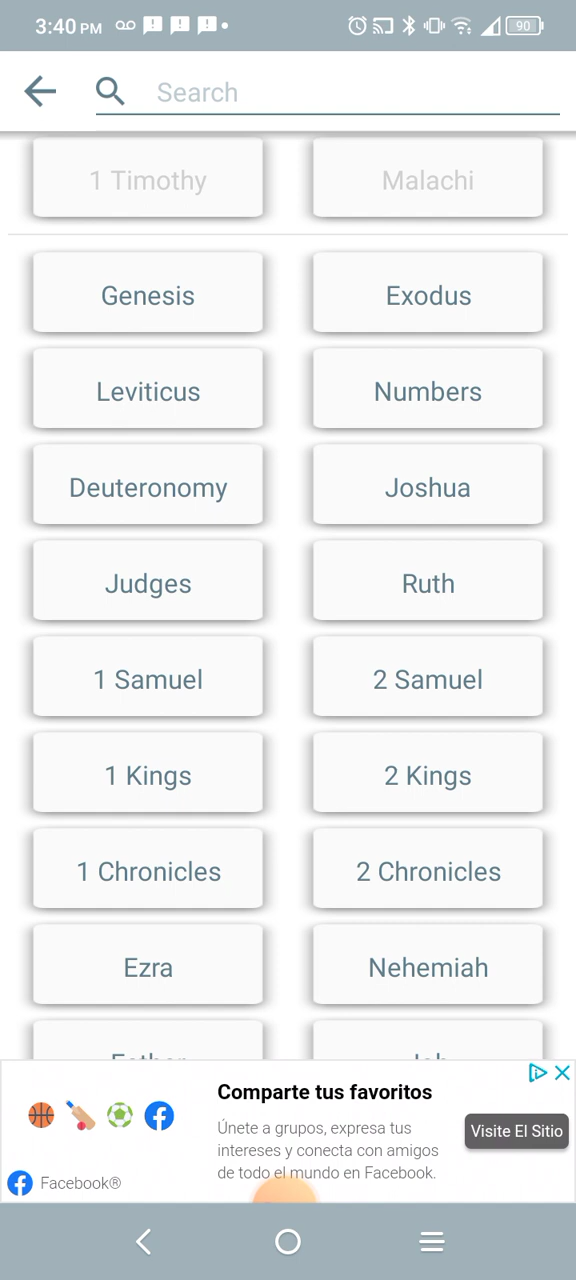 3:40 PM
90
Search
1 Timothy
Malachi
Genesis
Exodus
Leviticus
Numbers
Deuteronomy
Joshua
Judges
Ruth
1 Samuel
2 Samuel
1 Kings
2 Kings
1 Chronicles
2 Chronicles
Ezra
Nehemiah
Esther
Job
Comparte tus favoritos
Únete a grupos, expresa tus
intereses y conecta con amigos
de todo el mundo en Facebook.
Visite El Sitio
Facebook®